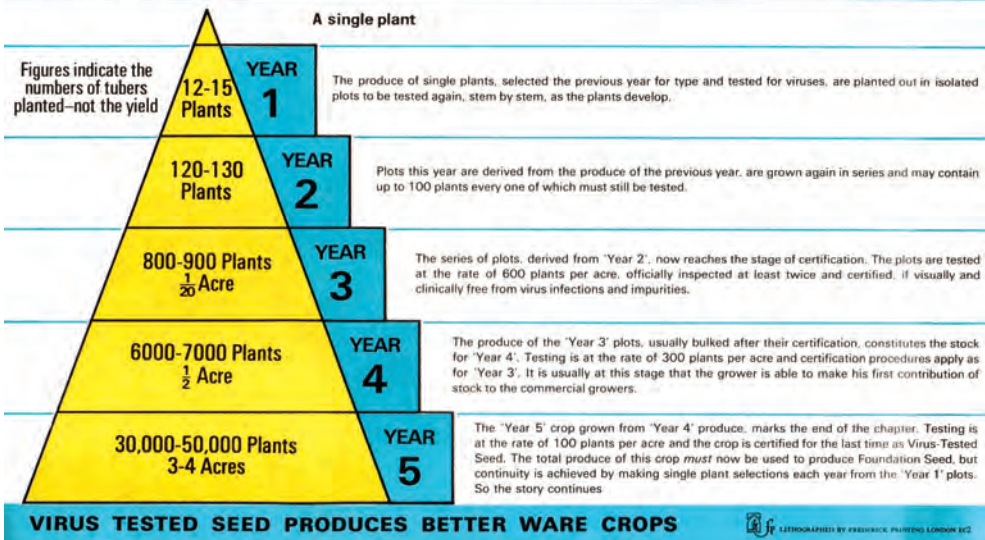 A single plant
Figures indicate the
numbers of tubers
planted—not the yield
12-15
Plants
YEAR
1
The produce of single plants, selected the previous year for type and tested for viruses, are planted out in isolated
plots to be tested again, stem by stem, as the plants develop.
120-130
Plants
YEAR
2
Plots this year are derived from the produce of the previous year, are grown again in series and may contain
up to 100 plants every one of which must still be tested.
800-900 Plants
1/20 Acre
YEAR
3
The series of plots, derived from 'Year 2', now reaches the stage of certification. The plots are tested
at the rate of 600 plants per acre, officially inspected at least twice and certified, if visually and
clinically free from virus infections and impurities.
6000-7000 Plants
1/2 Acre
YEAR
4
The produce of the 'Year 3' plots, usually bulked after their certification, constitutes the stock
for 'Year 4'. Testing is at the rate of 300 plants per acre and certification procedures apply as
for 'Year 3'. It is usually at this stage that the grower is able to make his first contribution of
stock to the commercial growers.
30,000-50,000 Plants
3-4 Acres
YEAR
5
The 'Year 5' crop grown from 'Year 4' produce, marks the end of the chapter. Testing is
at the rate of 100 plants per acre and the crop is certified for the last time as Virus-Tested
Seed. The total produce of this crop must now be used to produce Foundation Seed, but
continuity is achieved by making single plant selections each year from the 'Year 1' plots.
So the story continues
VIRUS TESTED SEED PRODUCES BETTER WARE CROPS
LITHOGRAPHED BY FREDERICK PRINTING LONDON EC2